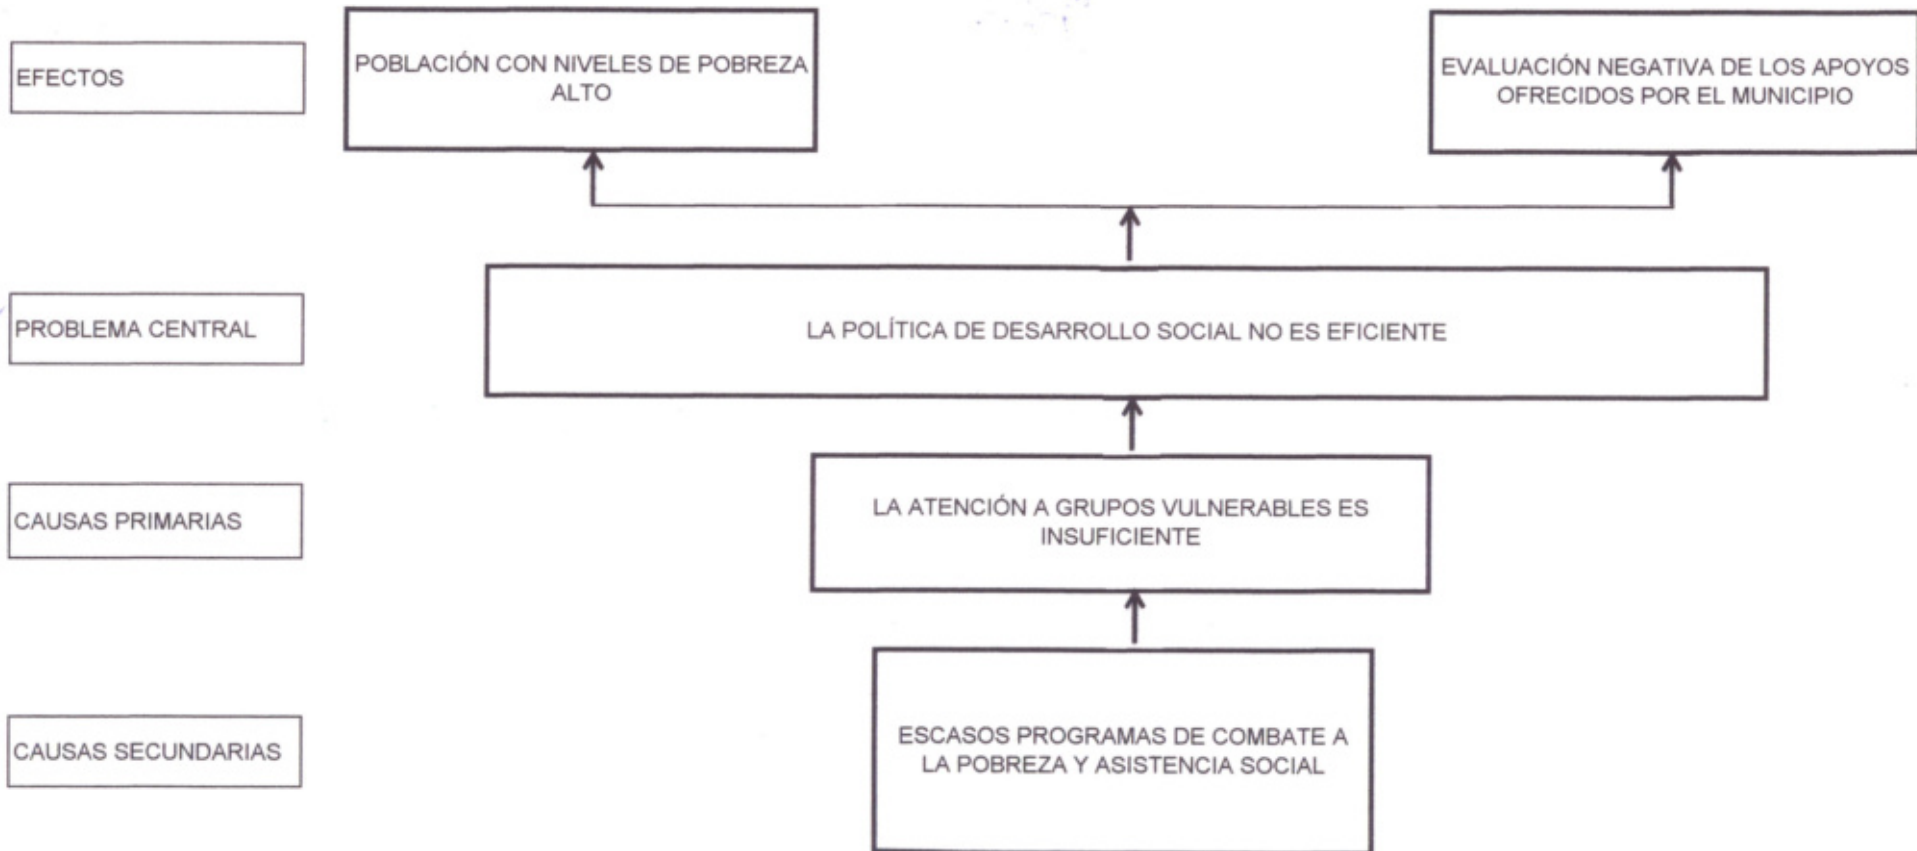 EFECTOS
POBLACIÓN CON NIVELES DE POBREZA
ALTO
EVALUACIÓN NEGATIVA DE LOS APOYOS
OFRECIDOS POR EL MUNICIPIO
PROBLEMA CENTRAL
LA POLÍTICA DE DESARROLLO SOCIAL NO ES EFICIENTE
CAUSAS PRIMARIAS
LA ATENCIÓN A GRUPOS VULNERABLES ES
INSUFICIENTE
CAUSAS SECUNDARIAS
ESCASOS PROGRAMAS DE COMBATE A
LA POBREZA Y ASISTENCIA SOCIAL